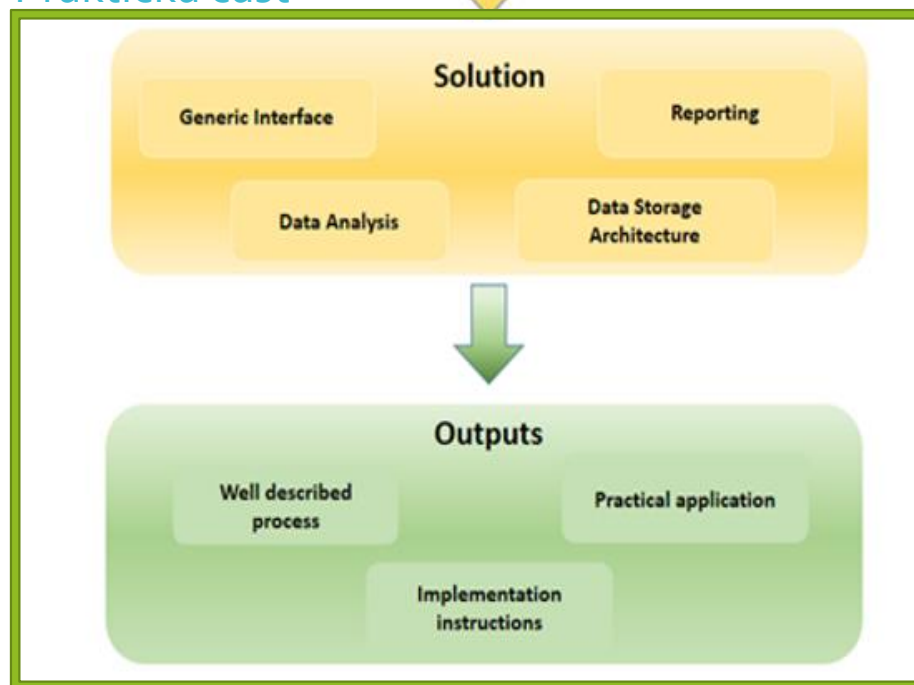 Solution
Generic Interface
Reporting
Data Analysis
Data Storage
Architecture
Outputs
Well described
process
Practical application
Implementation
instructions